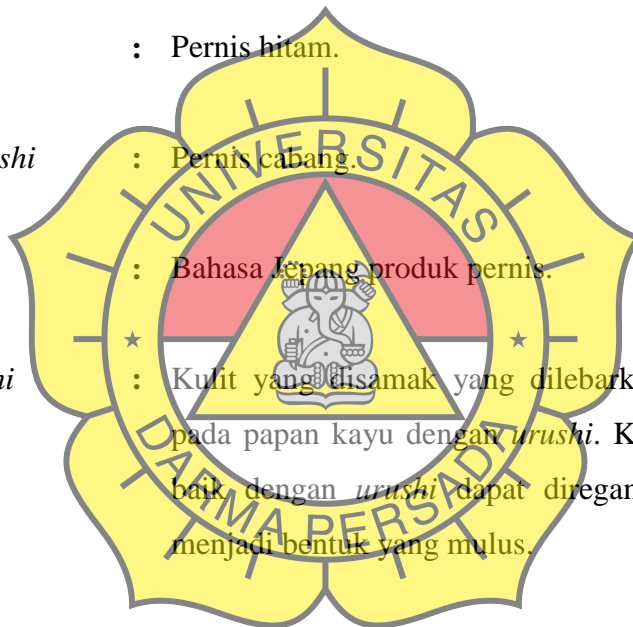 : Pernis hitam.
shi : Pernis cabang.
: Bahasa Jepang produk pernis.
ni : Kulit yang disamak yang dilebark
pada papan kayu dengan urushi. K
baik dengan urushi dapat diregan
menjadi bentuk yang mulus.
UNIVERSITAS
DARMA PERSADA